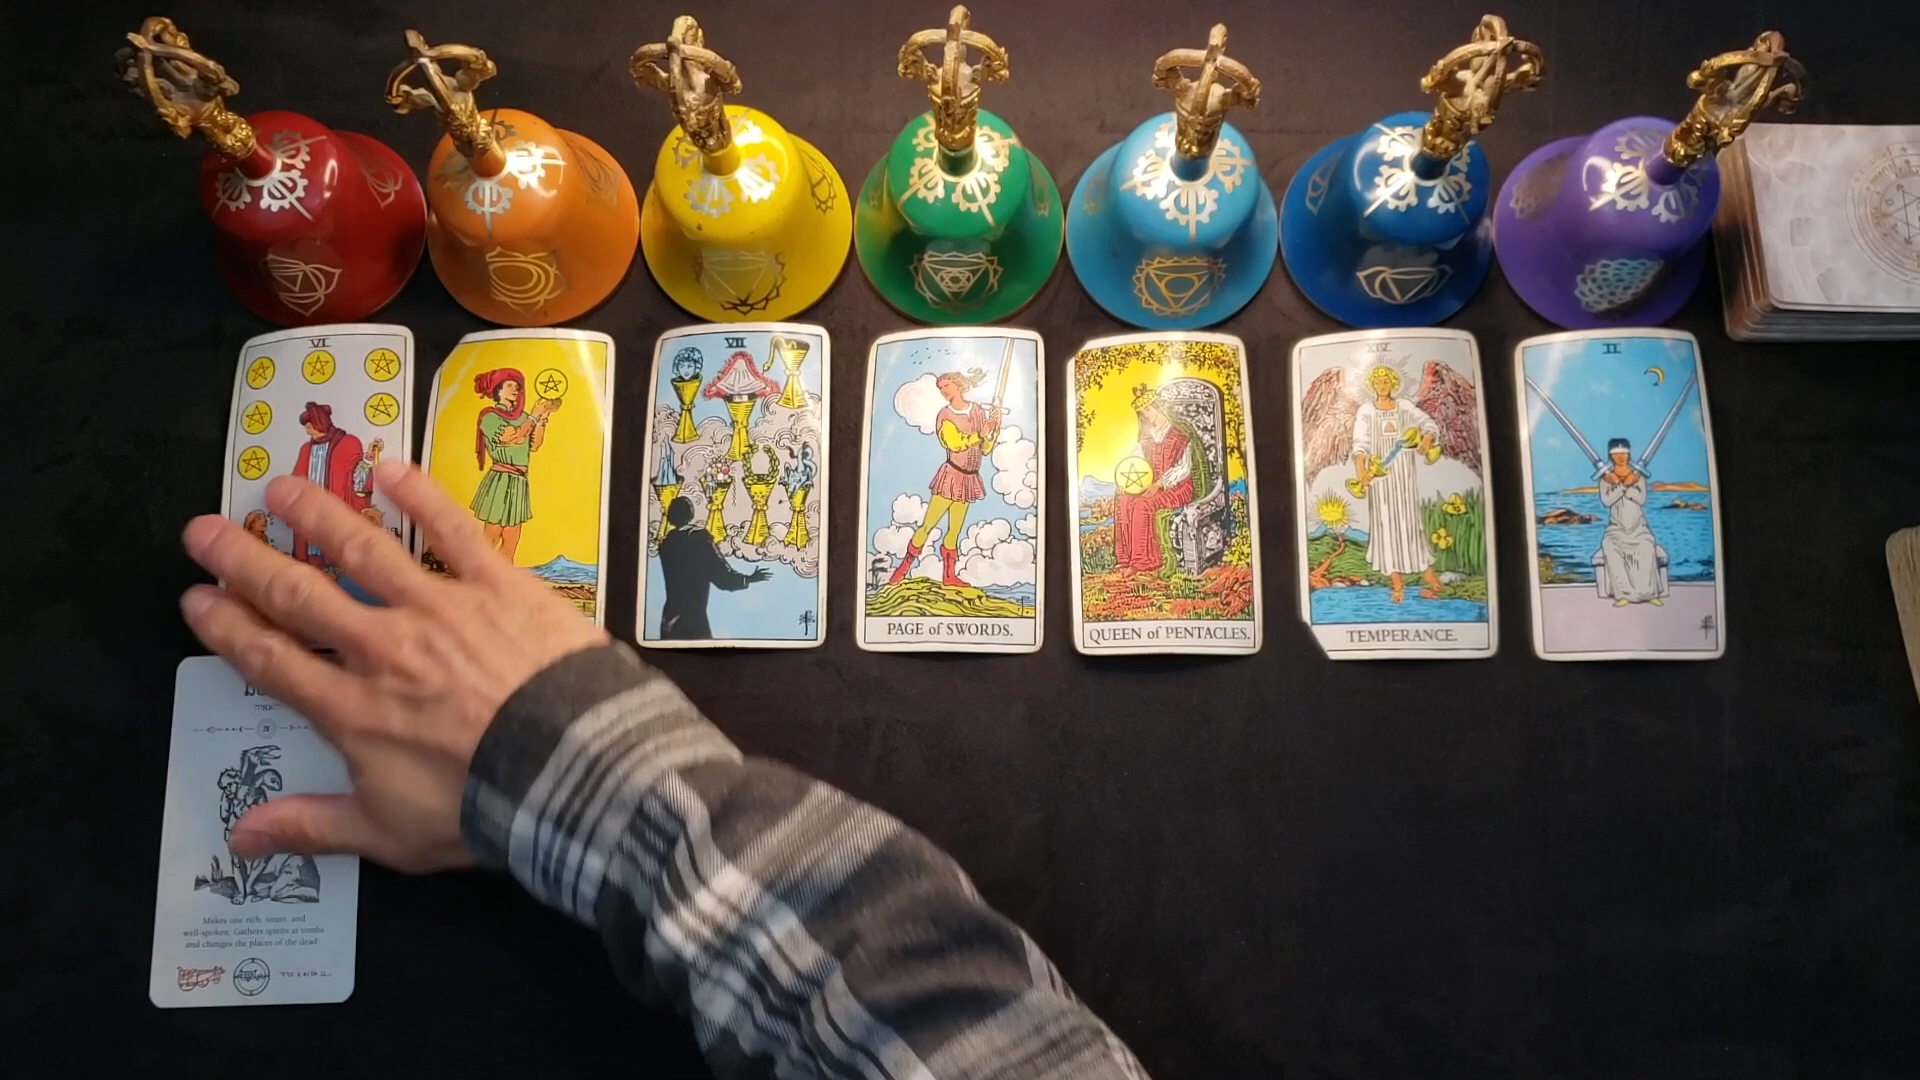 VI
VII
PAGE of SWORDS.
QUEEN of PENTACLES.
XIV
TEMPERANCE.
II
Makes one rich, smart, and
well-spoken. Gathers spirits at tombs
and changes the places of the dead.